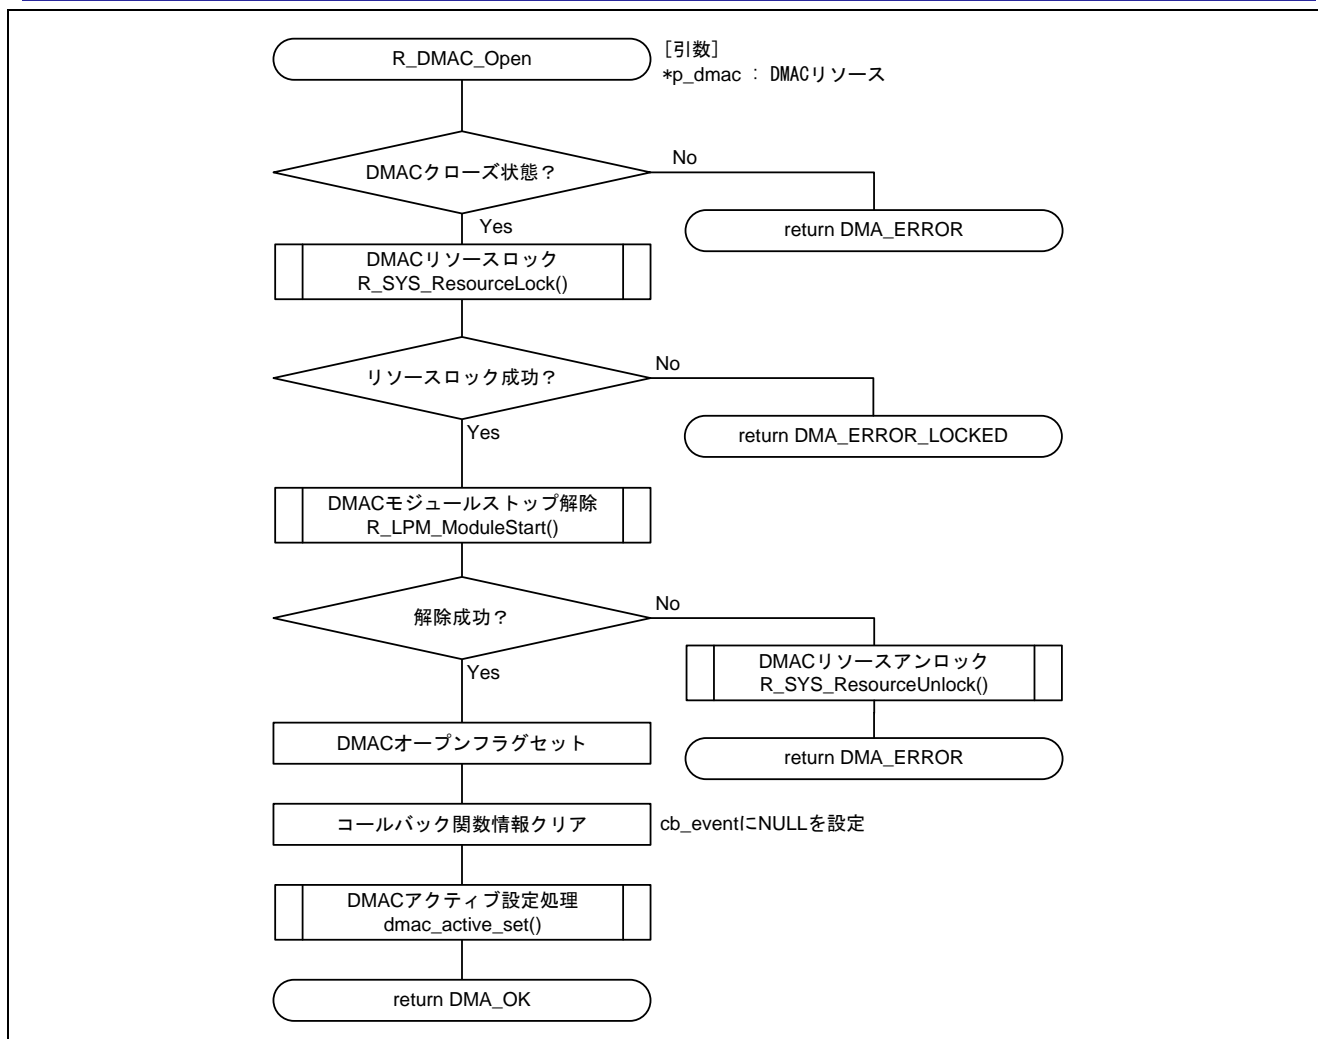 R_DMAC_Open
[引数]
*p_dmac : DMACリソース
DMACクローズ状態？
No
return DMA_ERROR
Yes
DMACリソースロック
R_SYS_ResourceLock()
リソースロック成功？
No
return DMA_ERROR_LOCKED
Yes
DMACモジュールストップ解除
R_LPM_ModuleStart()
解除成功？
No
DMACリソースアンロック
R_SYS_ResourceUnlock()
return DMA_ERROR
Yes
DMACオープンフラグセット
コールバック関数情報クリア
cb_eventにNULLを設定
DMACアクティブ設定処理
dmac_active_set()
return DMA_OK